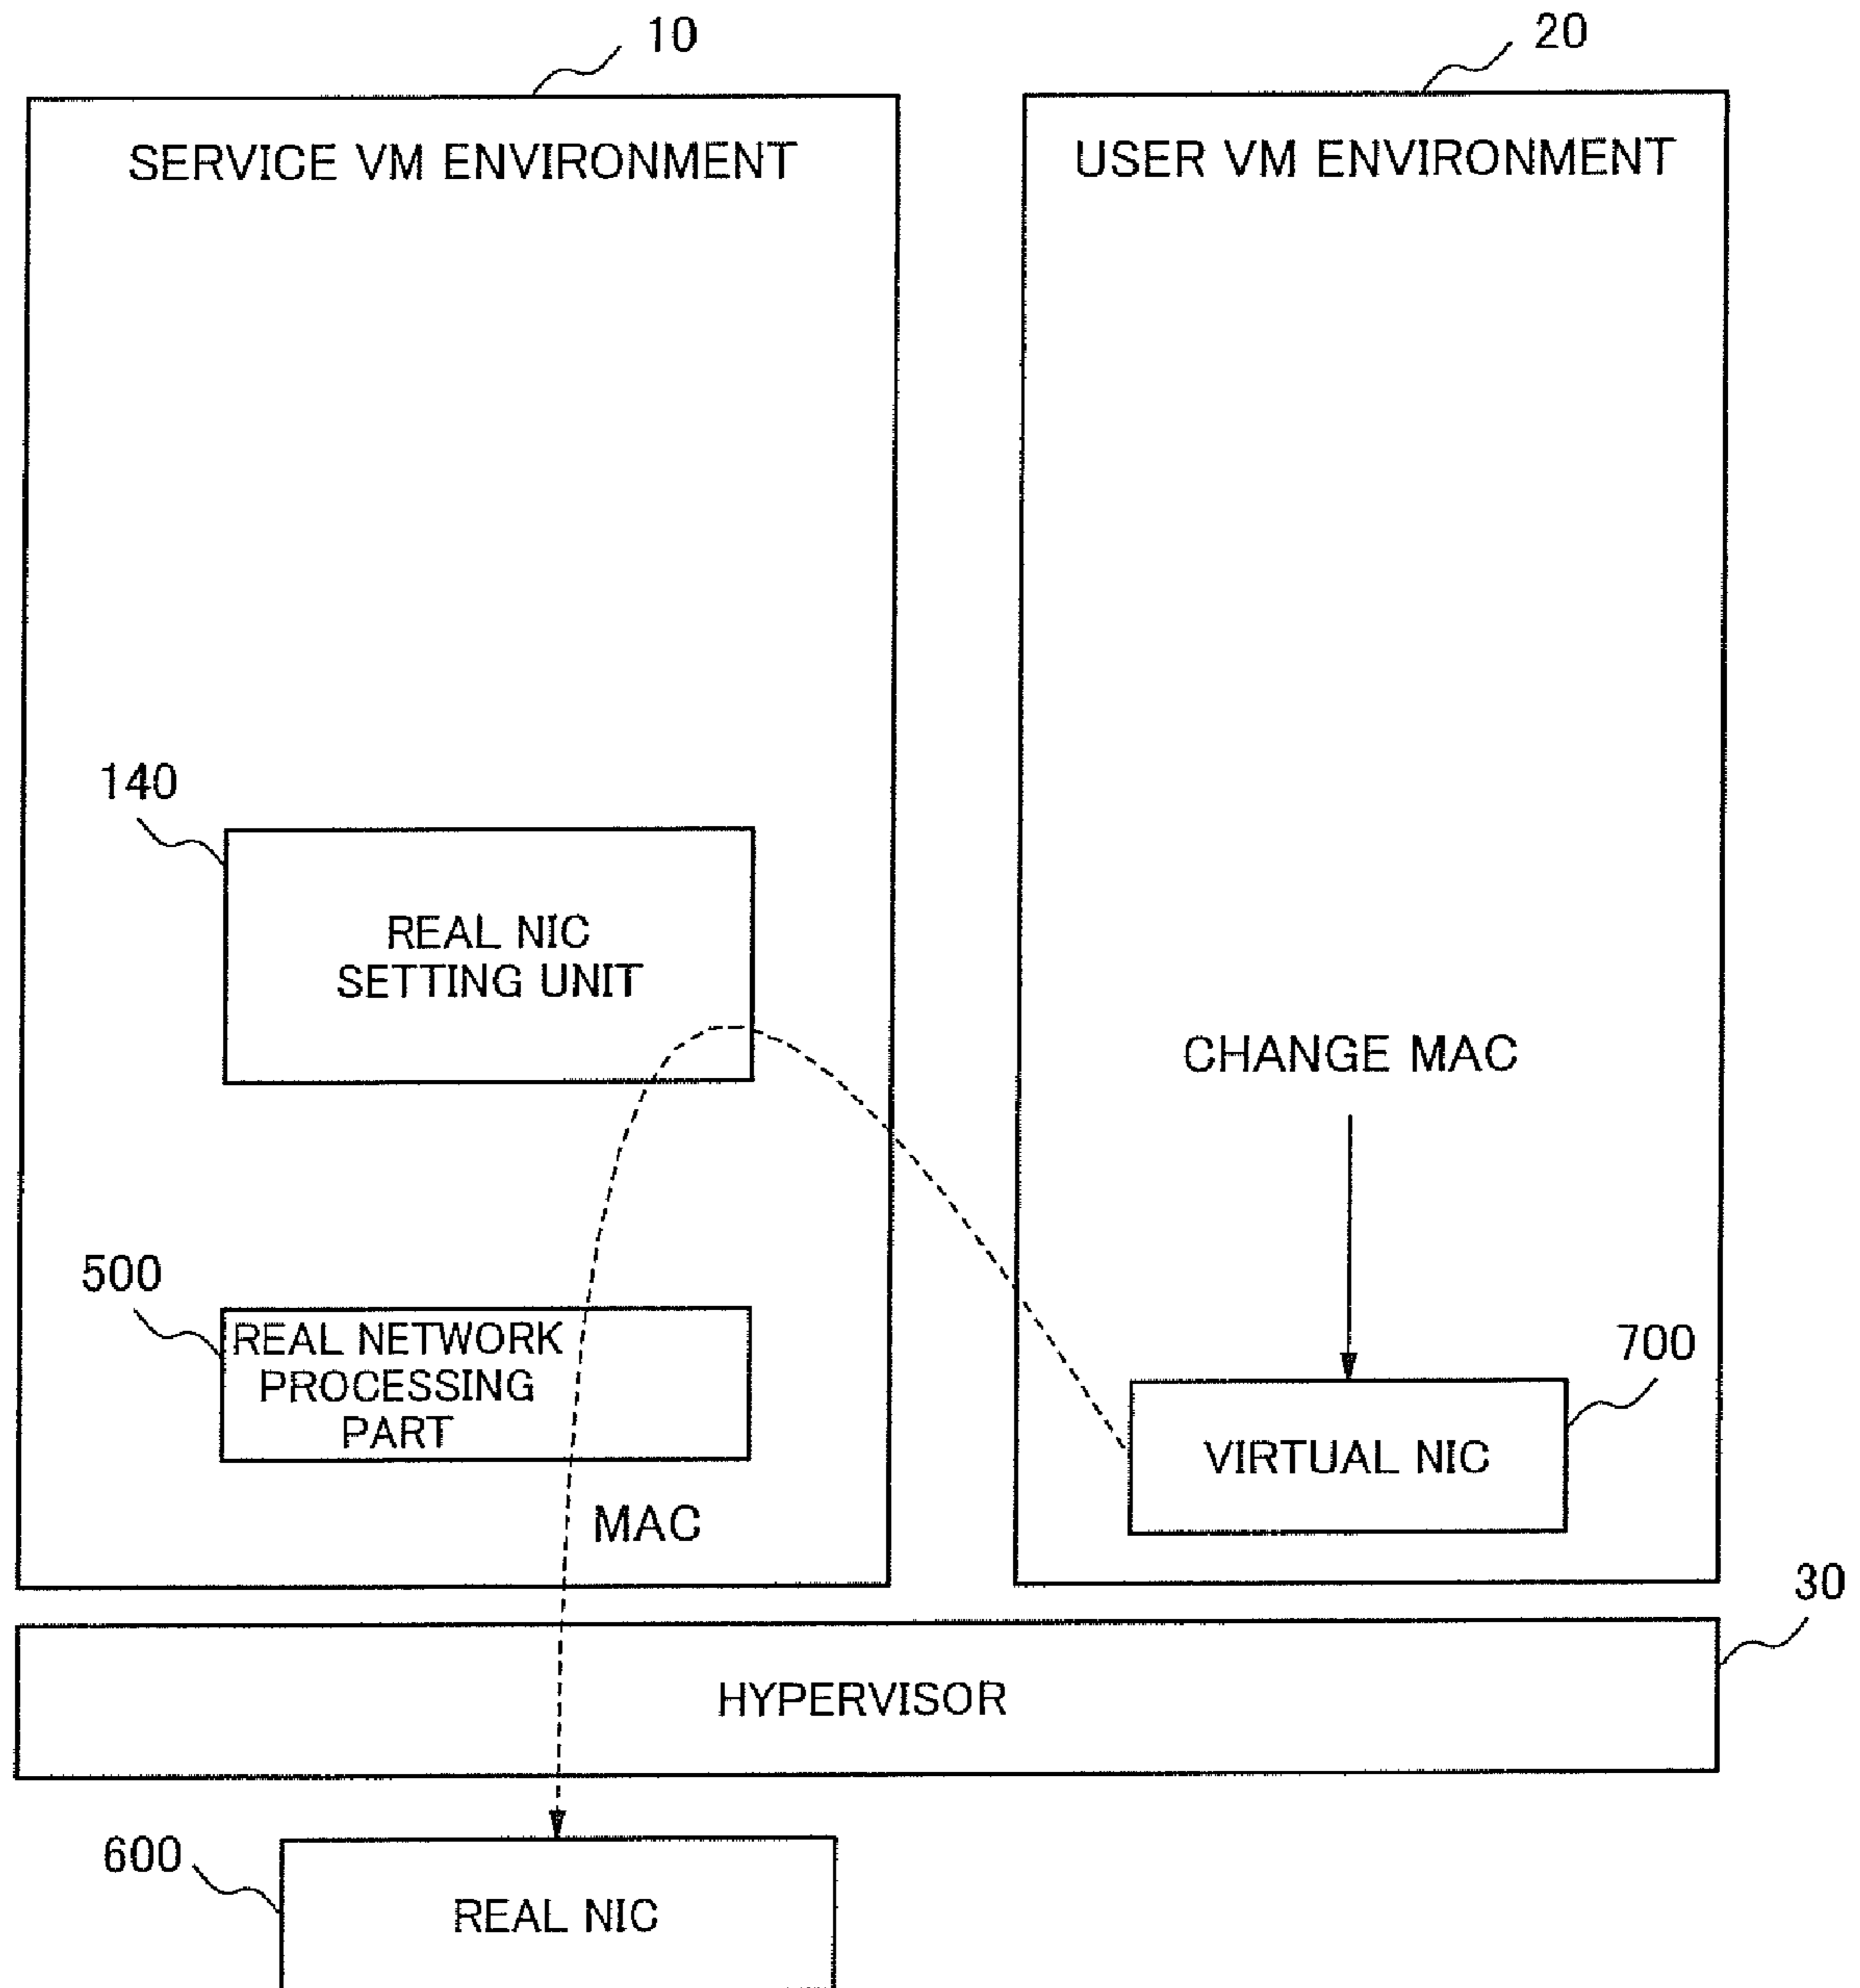 10
20
SERVICE VM ENVIRONMENT
USER VM ENVIRONMENT
140
REAL NIC
SETTING UNIT
CHANGE MAC
500
REAL NETWORK
PROCESSING
PART
700
VIRTUAL NIC
MAC
30
HYPERVISOR
600
REAL NIC